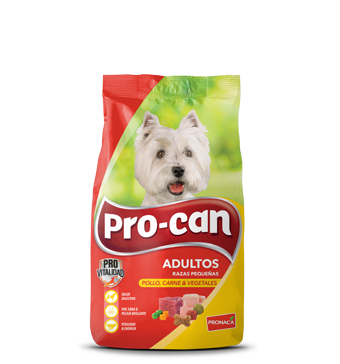 PRO-CAN
ADULTOS
RAZAS PEQUEÑAS
POLLO, CARNE & VEGETALES
PRO
VITALIDAD
PRONACA